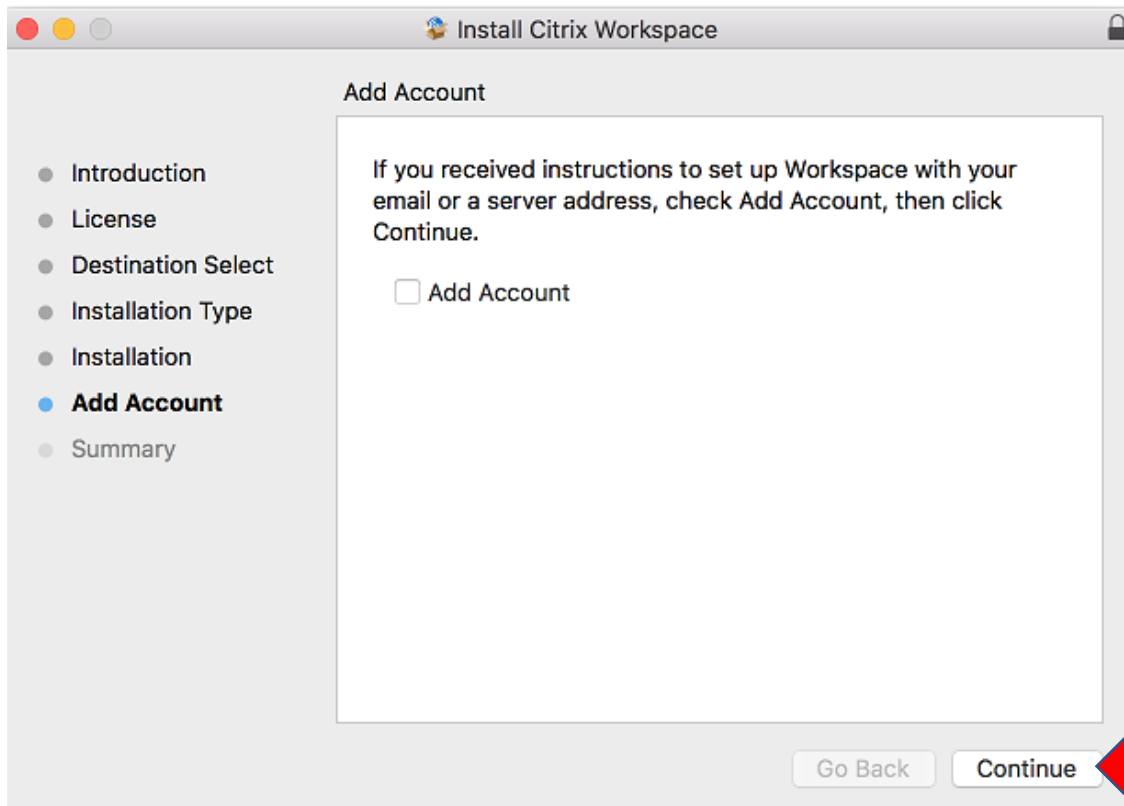 Install Citrix Workspace
Add Account
Introduction
License
Destination Select
Installation Type
Installation
Add Account
Summary
If you received instructions to set up Workspace with your
email or a server address, check Add Account, then click
Continue.
Add Account
Go Back
Continue